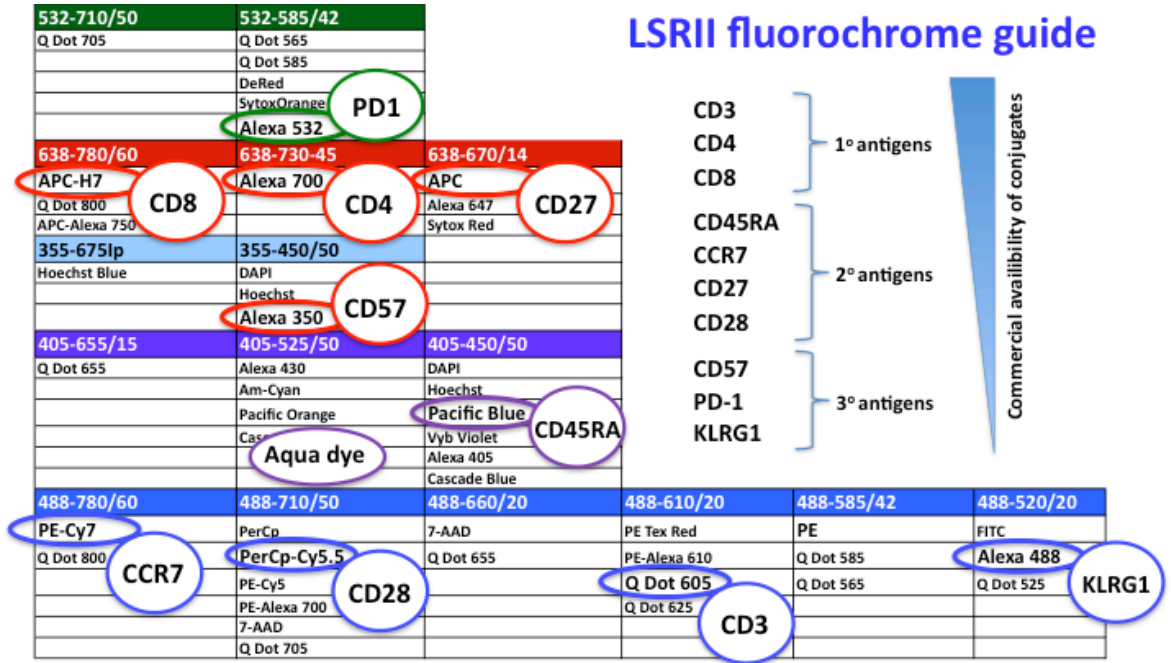 LSRII fluorochrome guide
532-710/50 532-585/42
Q Dot 705 Q Dot 565
Q Dot 585
DeRed
SytoxOrange
Alexa 532
PD1
638-780/60 638-730-45 638-670/14
APC-H7 Alexa 700 APC
Q Dot 800 Alexa 647
APC-Alexa 750 Sytox Red
CD8 CD4 CD27
355-675lp 355-450/50
Hoechst Blue DAPI
Hoechst
Alexa 350
CD57
405-655/15 405-525/50 405-450/50
Q Dot 655 Alexa 430 DAPI
Am-Cyan Hoechst
Pacific Orange Pacific Blue
Vyb Violet
Aqua dye Alexa 405
Cascade Blue
CD45RA
488-780/60 488-710/50 488-660/20 488-610/20 488-585/42 488-520/20
PE-Cy7 PerCp 7-AAD PE Tex Red PE FITC
Q Dot 800 PerCp-Cy5.5 Q Dot 655 PE-Alexa 610 Q Dot 585 Alexa 488
PE-Cy5 Q Dot 605 Q Dot 565 Q Dot 525
PE-Alexa 700 Q Dot 625
7-AAD
Q Dot 705
CCR7 CD28 CD3 KLRG1
CD3
CD4
CD8
1o antigens
CD45RA
CCR7
CD27
CD28
2o antigens
CD57
PD-1
KLRG1
3o antigens
Commercial availibility of conjugates